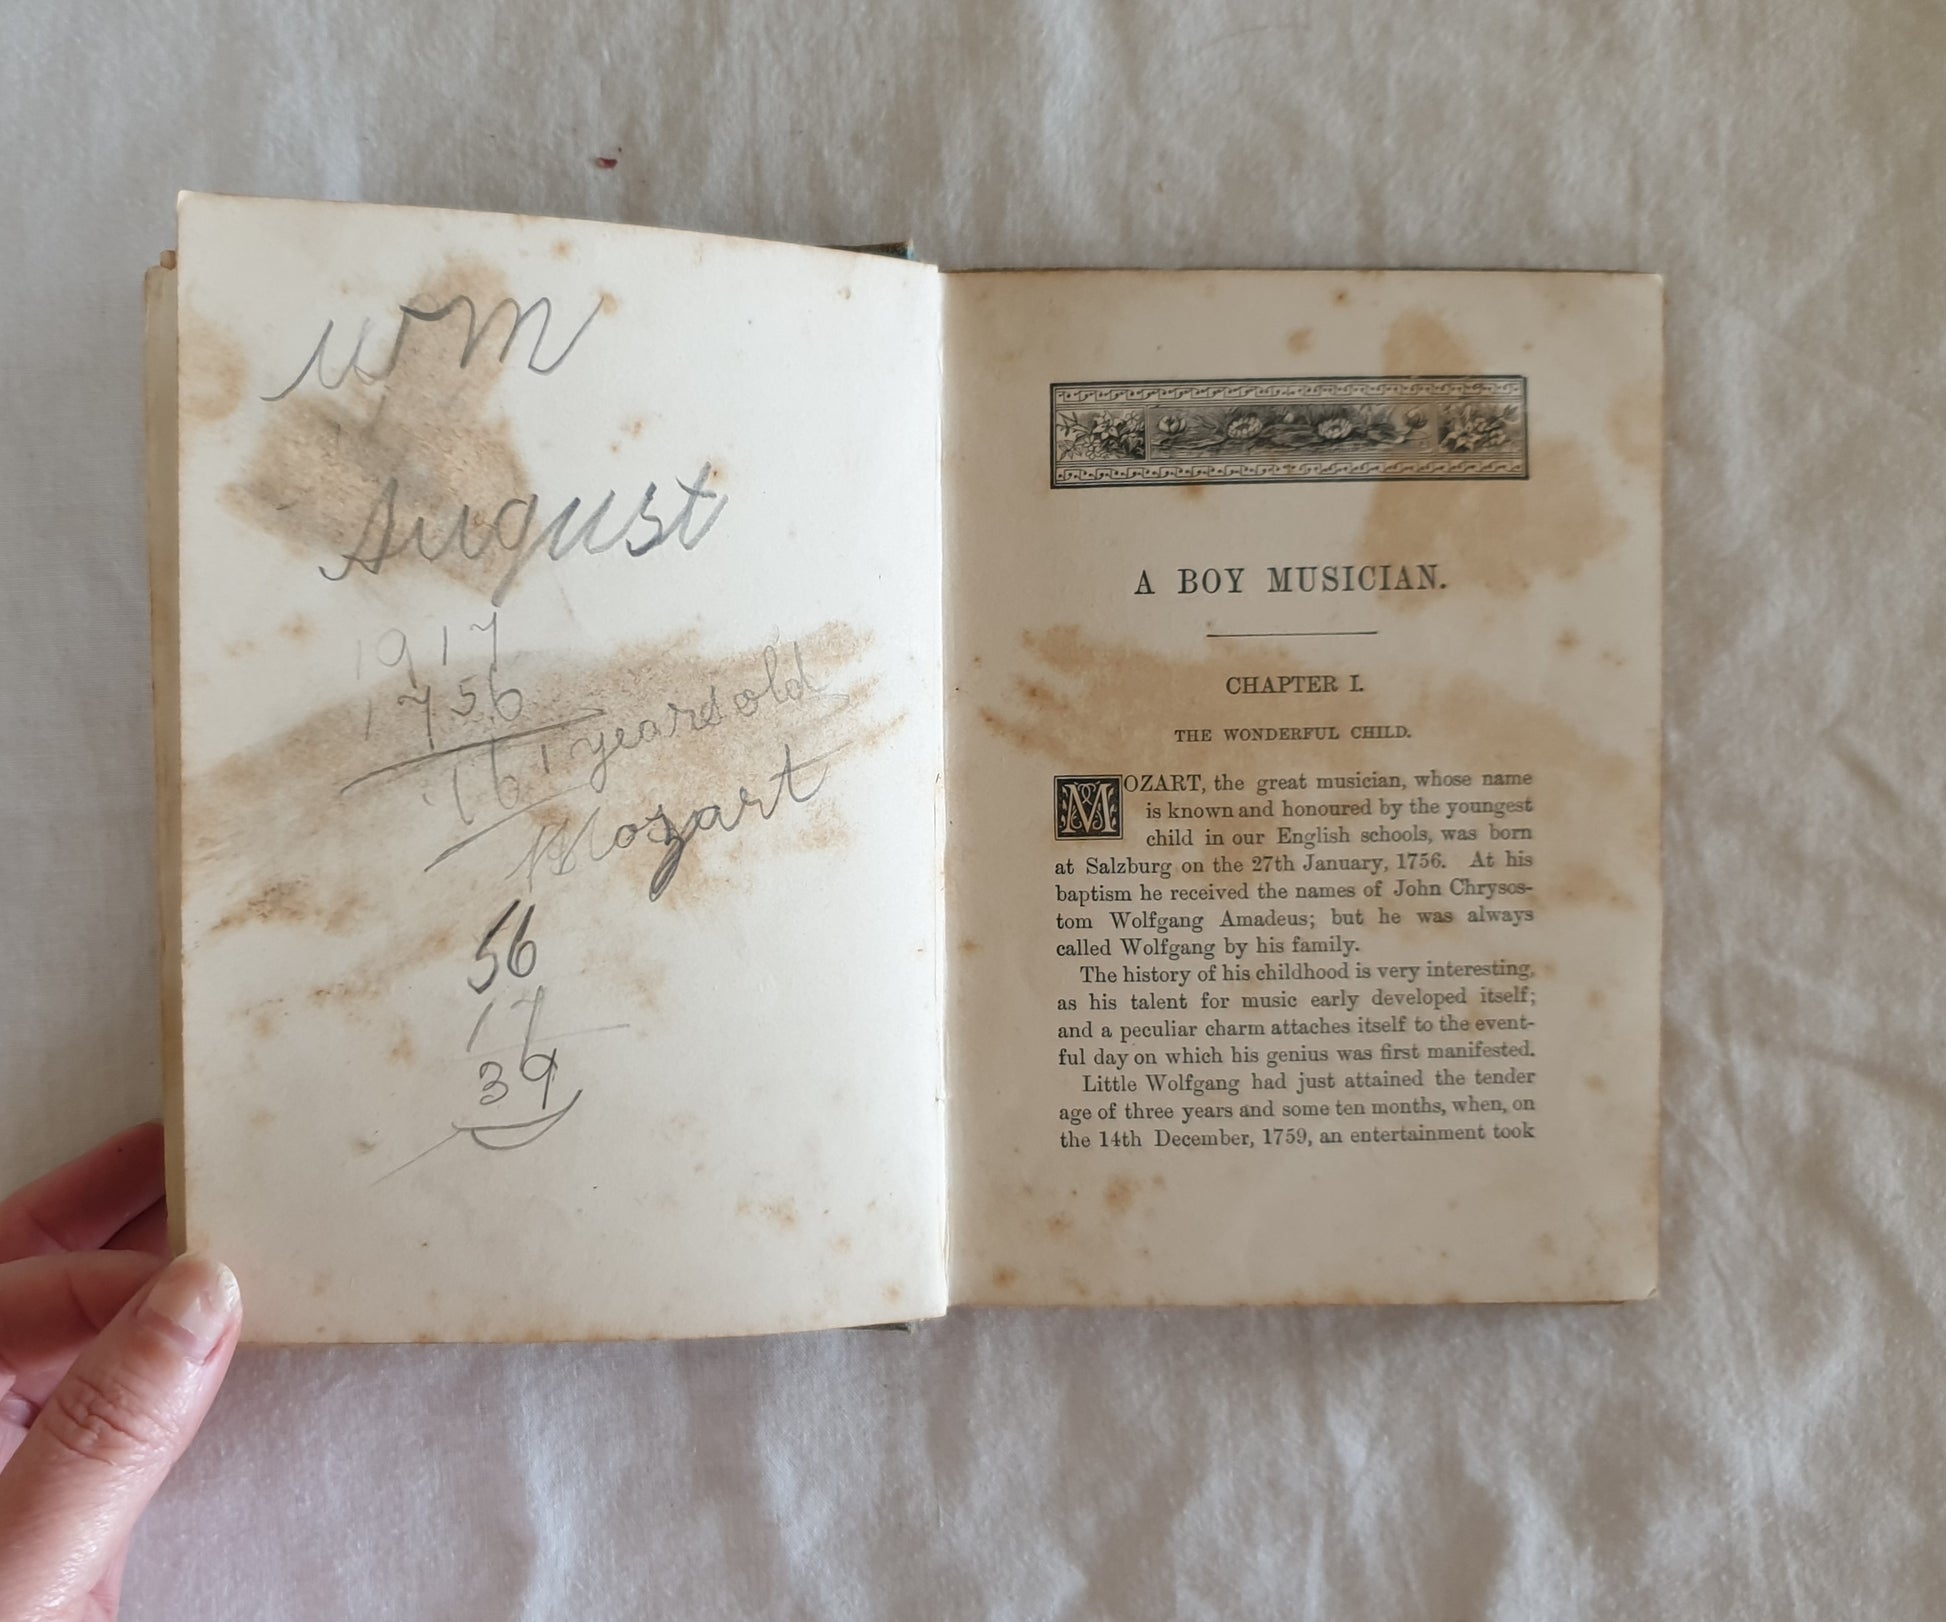 wm
August
1917
1756
161 years old
Mozart
56
17
39
A BOY MUSICIAN.
CHAPTER I.
THE WONDERFUL CHILD.
MOZART, the great musician, whose name
is known and honoured by the youngest
child in our English schools, was born
at Salzburg on the 27th January, 1756. At his
baptism he received the names of John Chrysos-
tom Wolfgang Amadeus; but he was always
called Wolfgang by his family.
The history of his childhood is very interesting,
as his talent for music early developed itself;
and a peculiar charm attaches itself to the event-
ful day on which his genius was first manifested.
Little Wolfgang had just attained the tender
age of three years and some ten months, when, on
the 14th December, 1759, an entertainment took